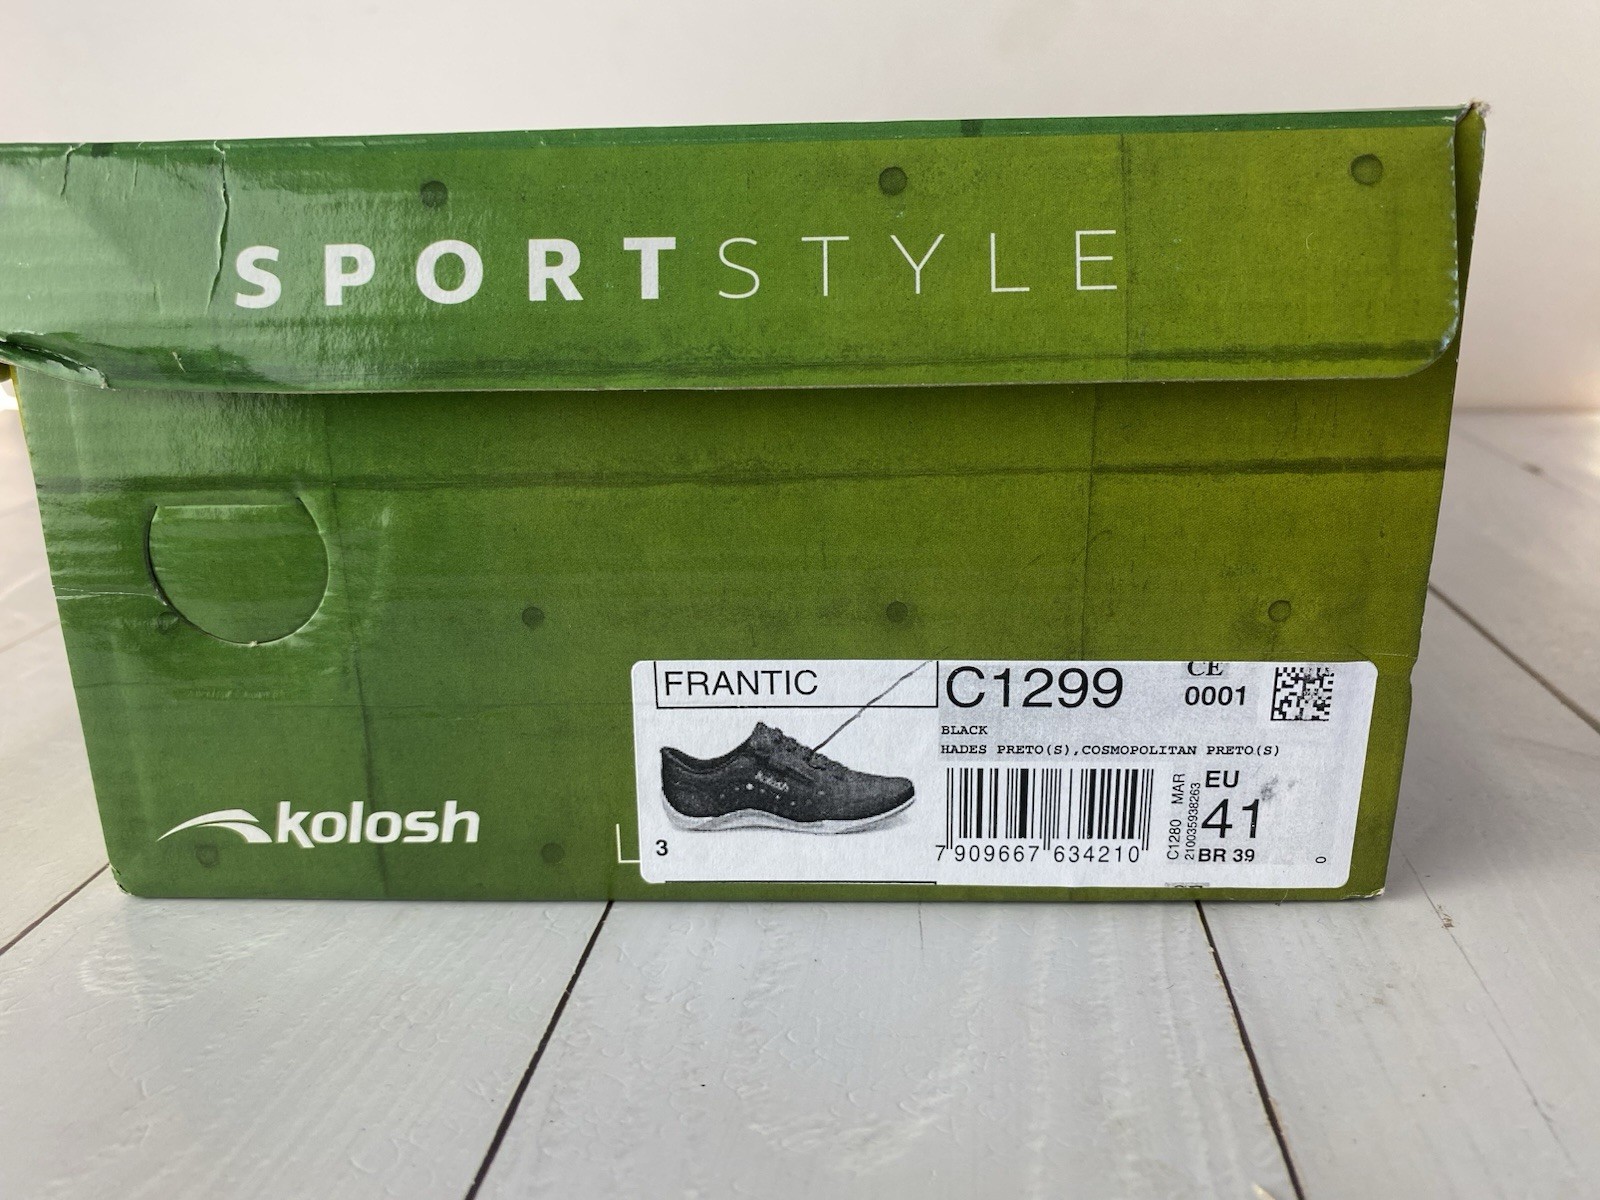 SPORTSTYLE
FRANTIC
C1299
CE
0001
BLACK
HADES PRETO(S),COSMOPOLITAN PRETO(S)
kolosh
3
7 909667 634210
C1280 MAR
210035938263
EU
41
BR 39
0
kolosh